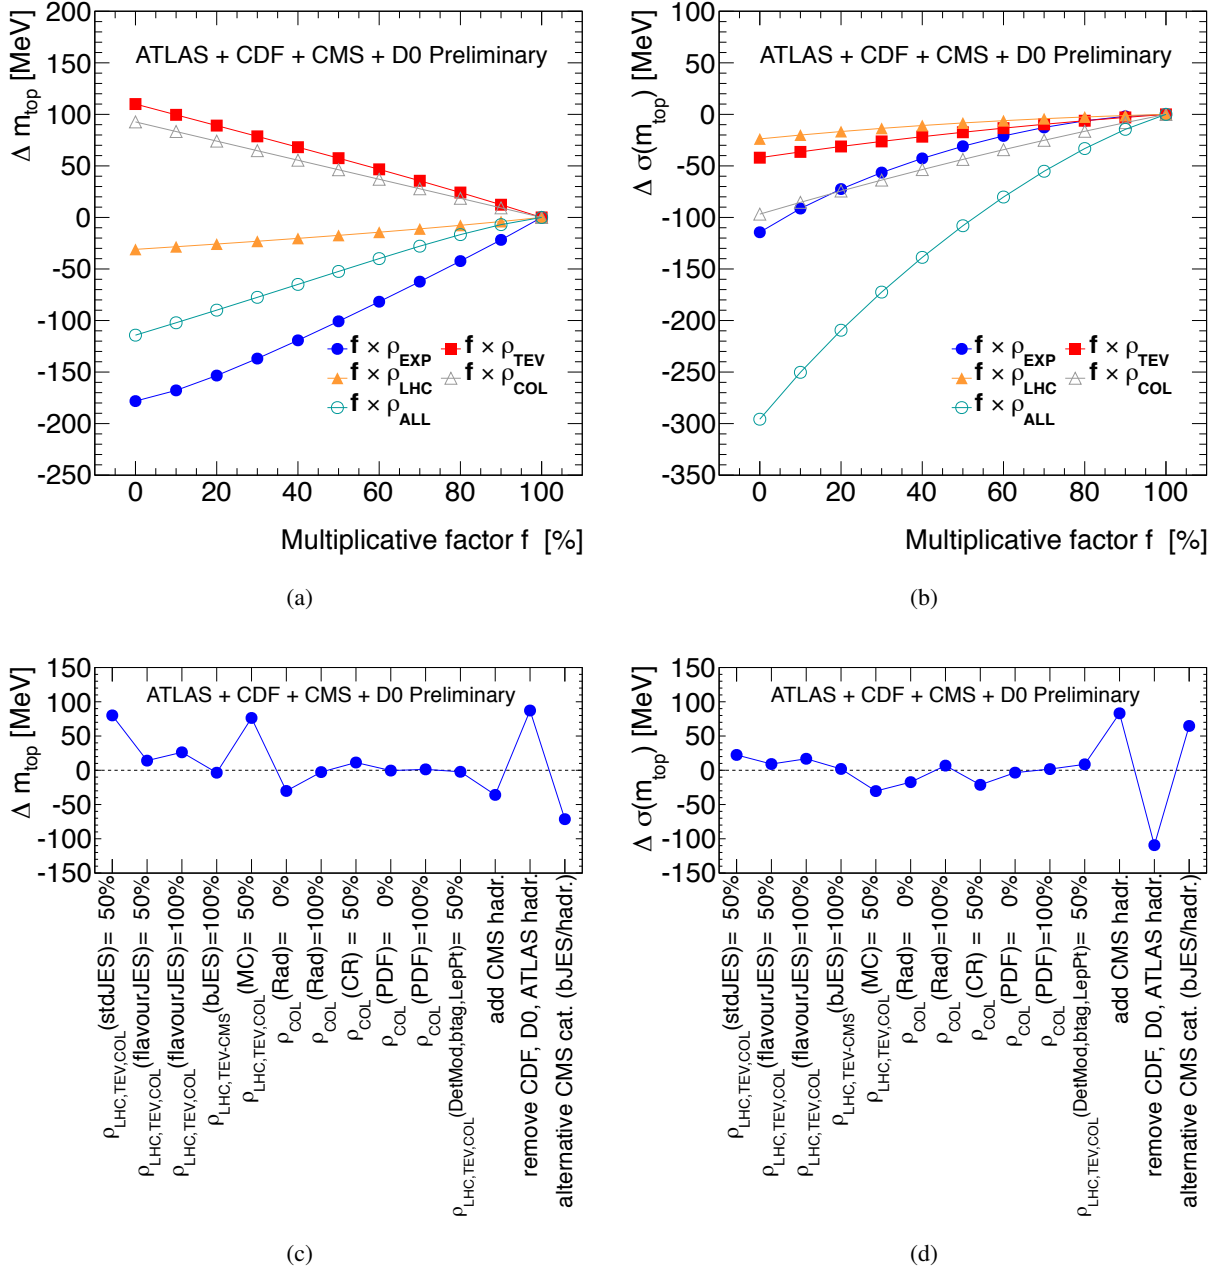 ATLAS + CDF + CMS + D0 Preliminary
Δ m_top [MeV]
200
150
100
50
0
-50
-100
-150
-200
-250
f × ρ_EXP
f × ρ_TEV
f × ρ_LHC
f × ρ_COL
f × ρ_ALL
0 20 40 60 80 100
Multiplicative factor f [%]
(a)
ATLAS + CDF + CMS + D0 Preliminary
Δ σ(m_top) [MeV]
100
50
0
-50
-100
-150
-200
-250
-300
-350
f × ρ_EXP
f × ρ_TEV
f × ρ_LHC
f × ρ_COL
f × ρ_ALL
0 20 40 60 80 100
Multiplicative factor f [%]
(b)
ATLAS + CDF + CMS + D0 Preliminary
Δ m_top [MeV]
150
100
50
0
-50
-100
-150
ρ_LHC,TEV,COL(stdJES)= 50%
ρ_LHC,TEV,COL(flavourJES)= 50%
ρ_LHC,TEV,COL(flavourJES)=100%
ρ_LHC,TEV-CMS(bJES)=100%
ρ_LHC,TEV,COL(MC)= 50%
ρ_COL(Rad)= 0%
ρ_COL(Rad)=100%
ρ_COL(CR) = 50%
ρ_COL(PDF)= 0%
ρ_COL(PDF)=100%
ρ_LHC,TEV,COL(DetMod,btag,LepPt)= 50%
add CMS hadr.
remove CDF, D0, ATLAS hadr.
alternative CMS cat. (bJES/hadr.)
(c)
ATLAS + CDF + CMS + D0 Preliminary
Δ σ(m_top) [MeV]
150
100
50
0
-50
-100
-150
ρ_LHC,TEV,COL(stdJES)= 50%
ρ_LHC,TEV,COL(flavourJES)= 50%
ρ_LHC,TEV,COL(flavourJES)=100%
ρ_LHC,TEV-CMS(bJES)=100%
ρ_LHC,TEV,COL(MC)= 50%
ρ_COL(Rad)= 0%
ρ_COL(Rad)=100%
ρ_COL(CR) = 50%
ρ_COL(PDF)= 0%
ρ_COL(PDF)=100%
ρ_LHC,TEV,COL(DetMod,btag,LepPt)= 50%
add CMS hadr.
remove CDF, D0, ATLAS hadr.
alternative CMS cat. (bJES/hadr.)
(d)